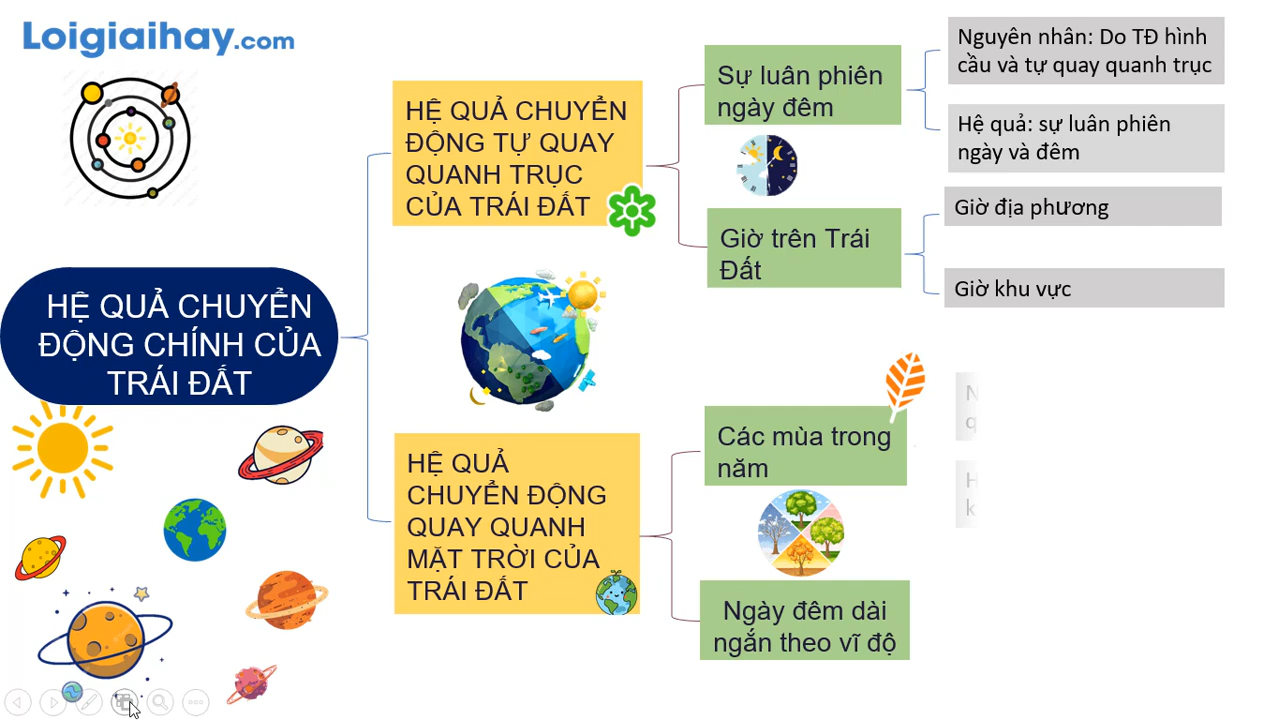 Loigiaihay.com
HỆ QUẢ CHUYỂN
ĐỘNG CHÍNH CỦA
TRÁI ĐẤT
HỆ QUẢ CHUYỂN
ĐỘNG TỰ QUAY
QUANH TRỤC
CỦA TRÁI ĐẤT
Sự luân phiên
ngày đêm
Nguyên nhân: Do TĐ hình
cầu và tự quay quanh trục
Hệ quả: sự luân phiên
ngày và đêm
Giờ trên Trái
Đất
Giờ địa phương
Giờ khu vực
HỆ QUẢ
CHUYỂN ĐỘNG
QUAY QUANH
MẶT TRỜI CỦA
TRÁI ĐẤT
Các mùa trong
năm
Ngày đêm dài
ngắn theo vĩ độ